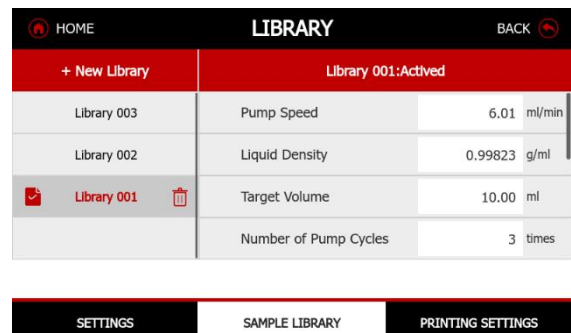 HOME LIBRARY BACK
+ New Library Library 001:Actived
Library 003 Pump Speed 6.01 ml/min
Library 002 Liquid Density 0.99823 g/ml
Library 001 Target Volume 10.00 ml
Number of Pump Cycles 3 times
SETTINGS SAMPLE LIBRARY PRINTING SETTINGS